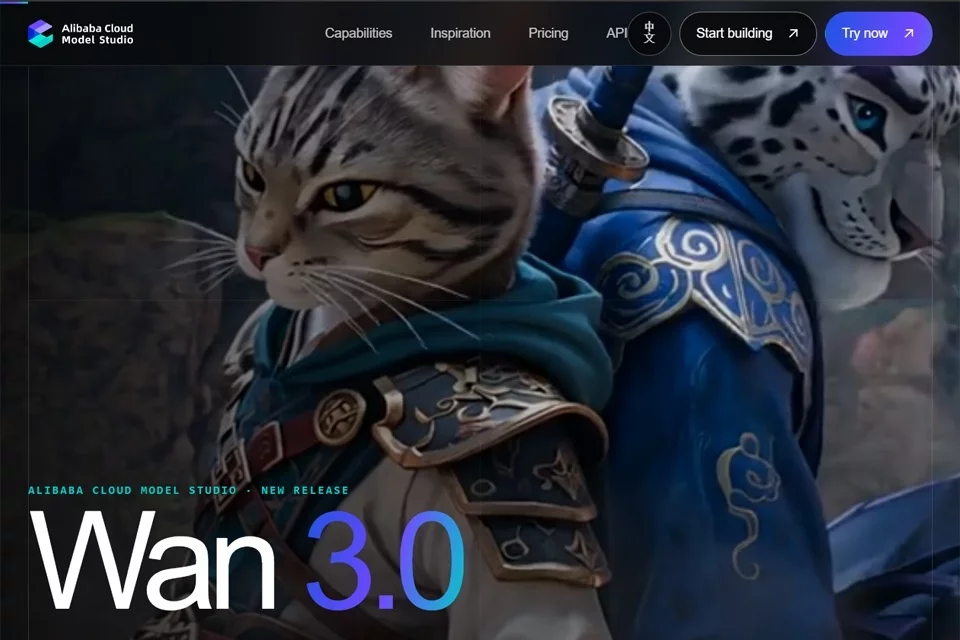 Alibaba Cloud
Model Studio
Capabilities
Inspiration
Pricing
API
中
文
Start building
Try now
ALIBABA CLOUD MODEL STUDIO · NEW RELEASE
Wan 3.0